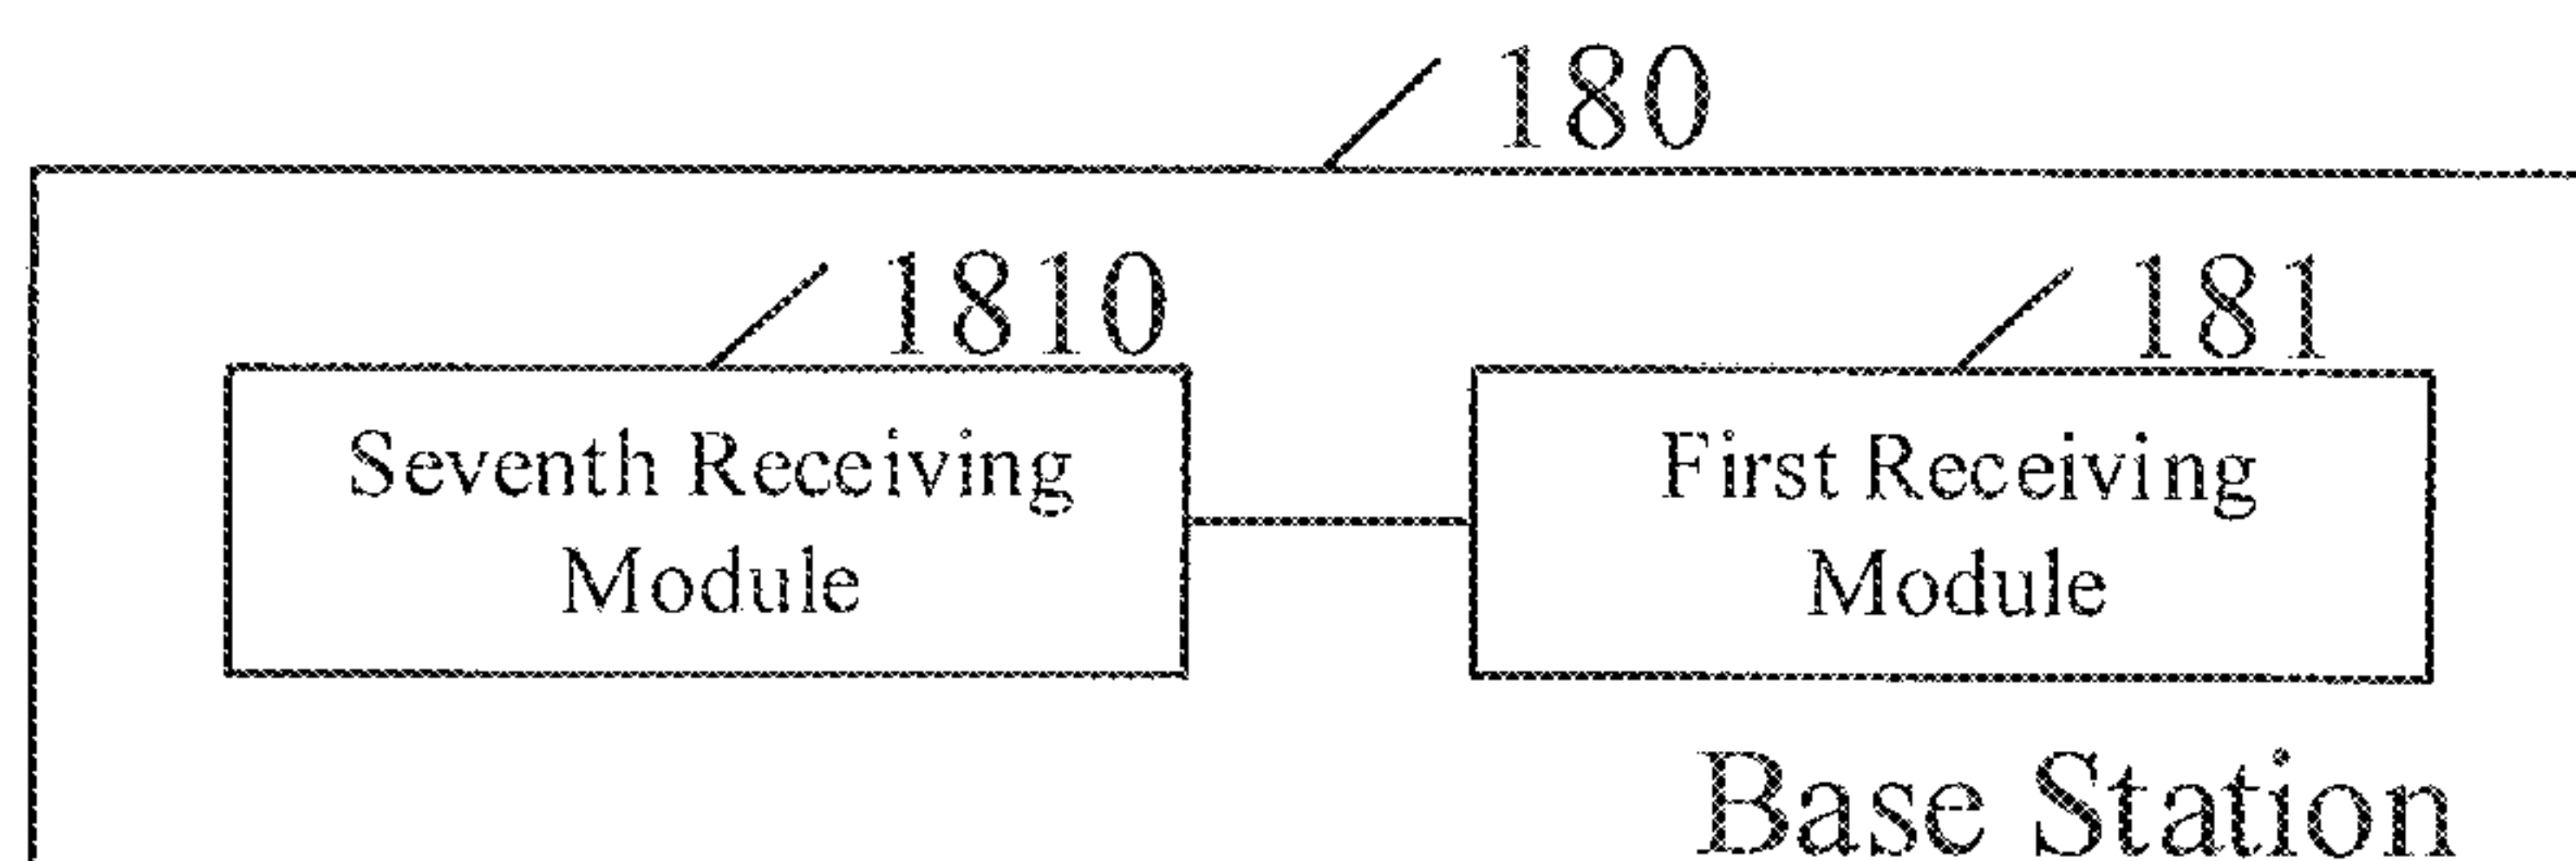 180
1810
181
Seventh Receiving
Module
First Receiving
Module
Base Station